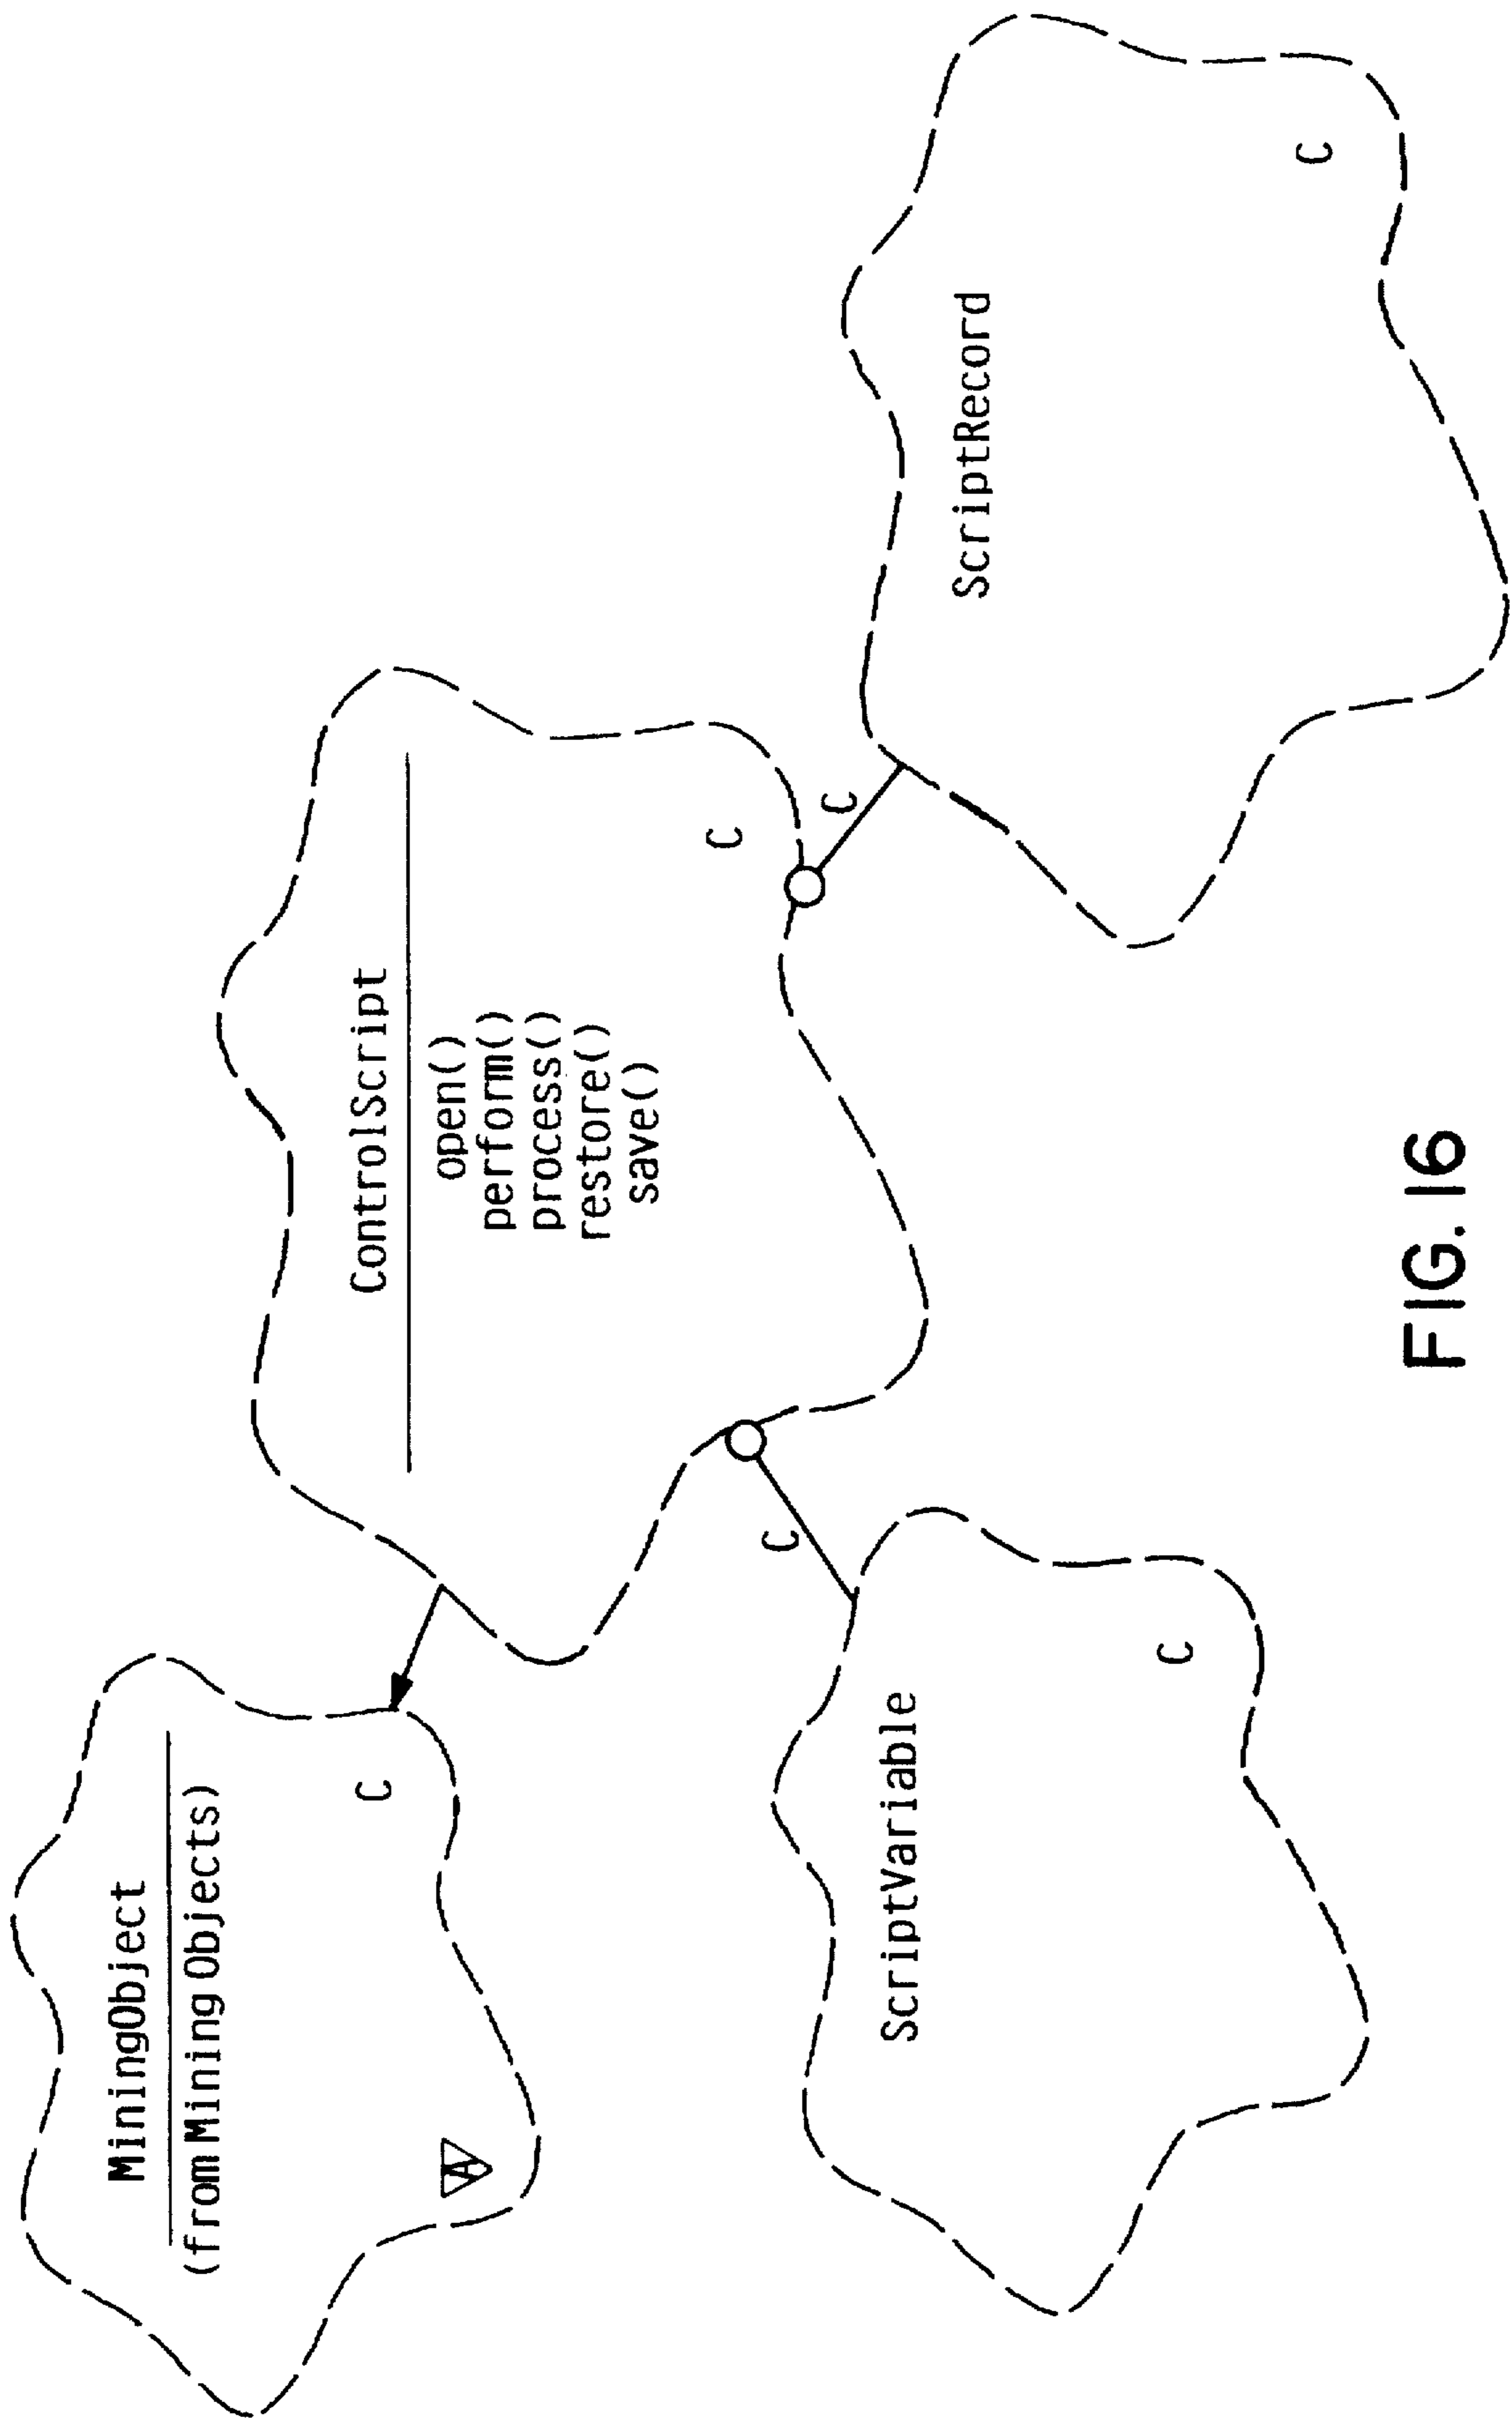 MiningObject
(from Mining Objects)
C
A
ControlScript
open()
perform()
process()
restore()
save()
C
C
C
ScriptVariable
C
ScriptRecord
C
FIG. 16